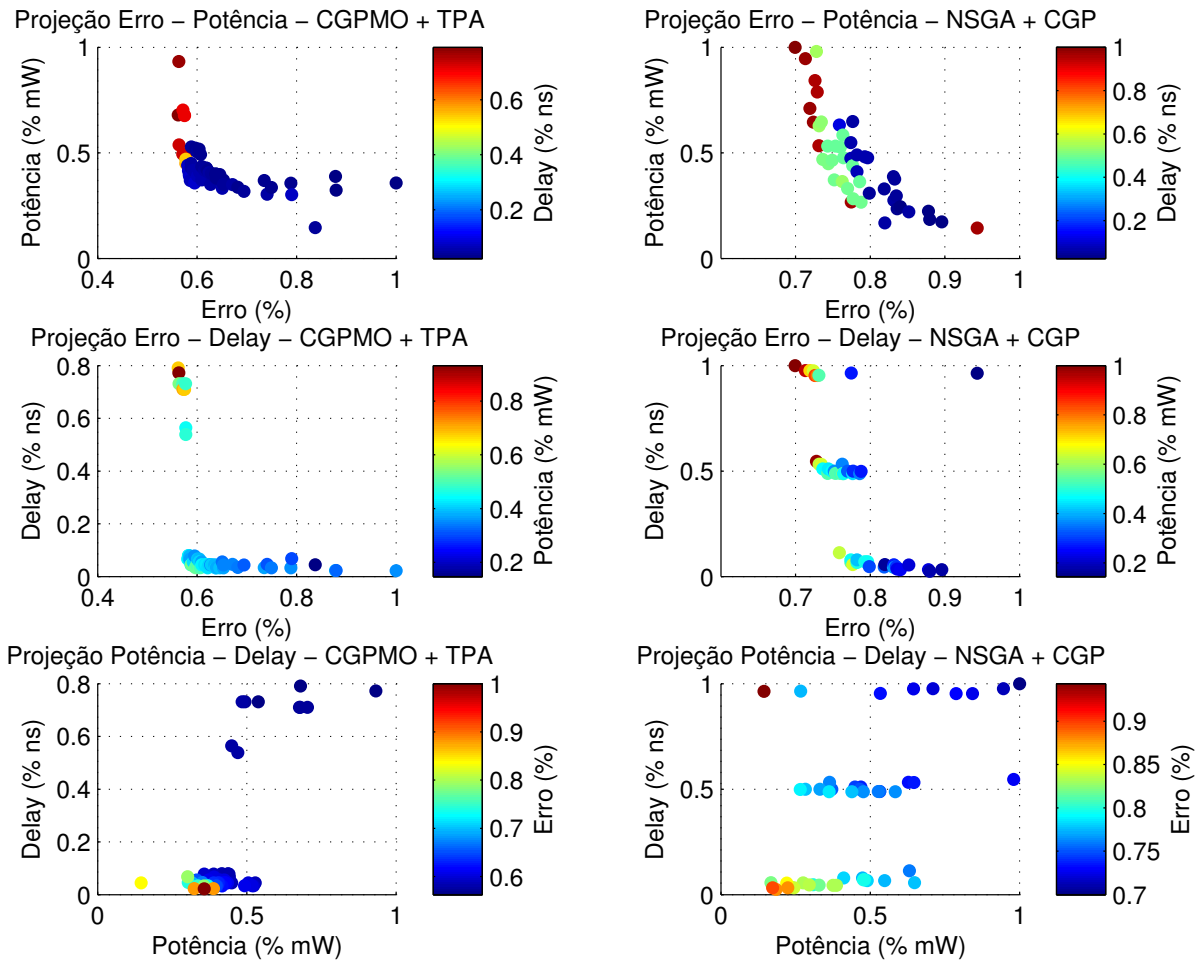 Projeção Erro − Potência − CGPMO + TPA
1
0.5
0
Potência (% mW)
0.4
0.6
0.8
1
Erro (%)
0.6
0.4
0.2
Delay (% ns)
Projeção Erro − Potência − NSGA + CGP
1
0.5
0
Potência (% mW)
0.7
0.8
0.9
1
Erro (%)
1
0.8
0.6
0.4
0.2
Delay (% ns)
Projeção Erro − Delay − CGPMO + TPA
0.8
0.6
0.4
0.2
0
Delay (% ns)
0.4
0.6
0.8
1
Erro (%)
0.8
0.6
0.4
0.2
Potência (% mW)
Projeção Erro − Delay − NSGA + CGP
1
0.5
0
Delay (% ns)
0.7
0.8
0.9
1
Erro (%)
1
0.8
0.6
0.4
0.2
Potência (% mW)
Projeção Potência − Delay − CGPMO + TPA
0.8
0.6
0.4
0.2
0
Delay (% ns)
0
0.5
1
Potência (% mW)
1
0.9
0.8
0.7
0.6
Erro (%)
Projeção Potência − Delay − NSGA + CGP
1
0.5
0
Delay (% ns)
0
0.5
1
Potência (% mW)
0.9
0.85
0.8
0.75
0.7
Erro (%)